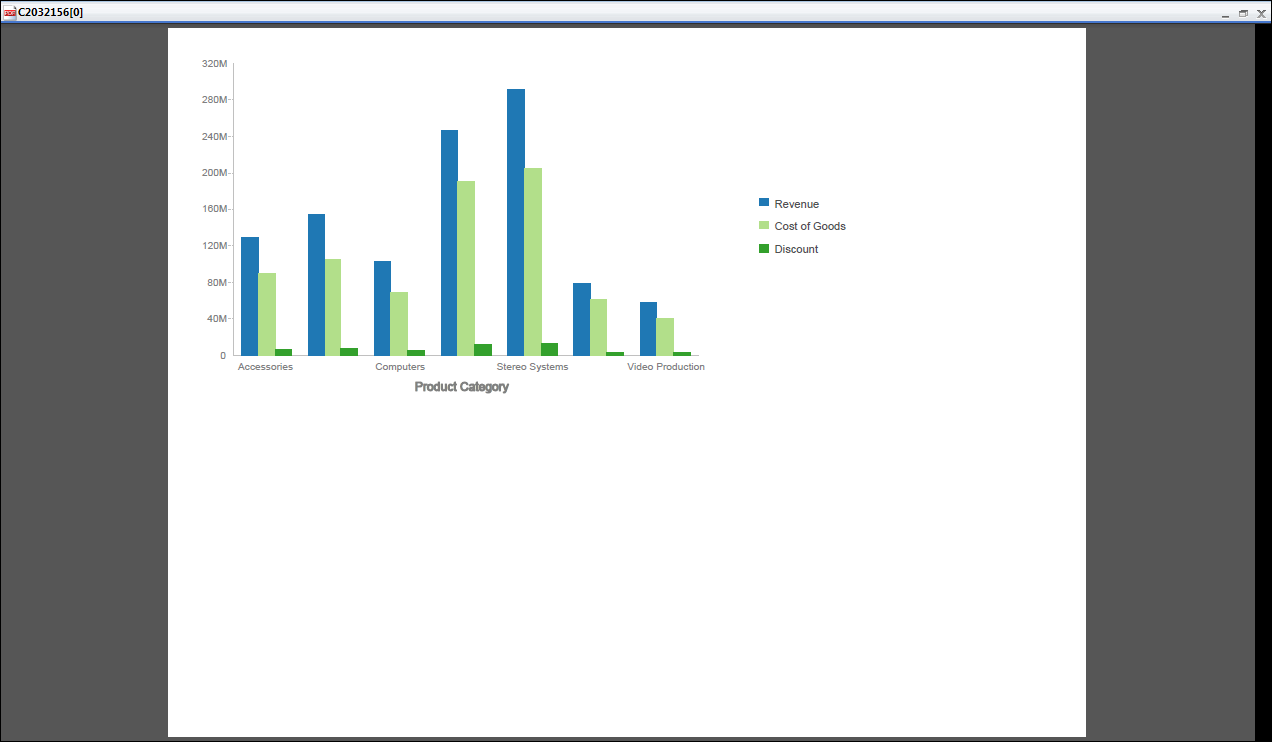 C2032156[0]
320M
280M
240M
200M
160M
120M
80M
40M
0
Accessories Computers Stereo Systems Video Production
Product Category
Revenue
Cost of Goods
Discount